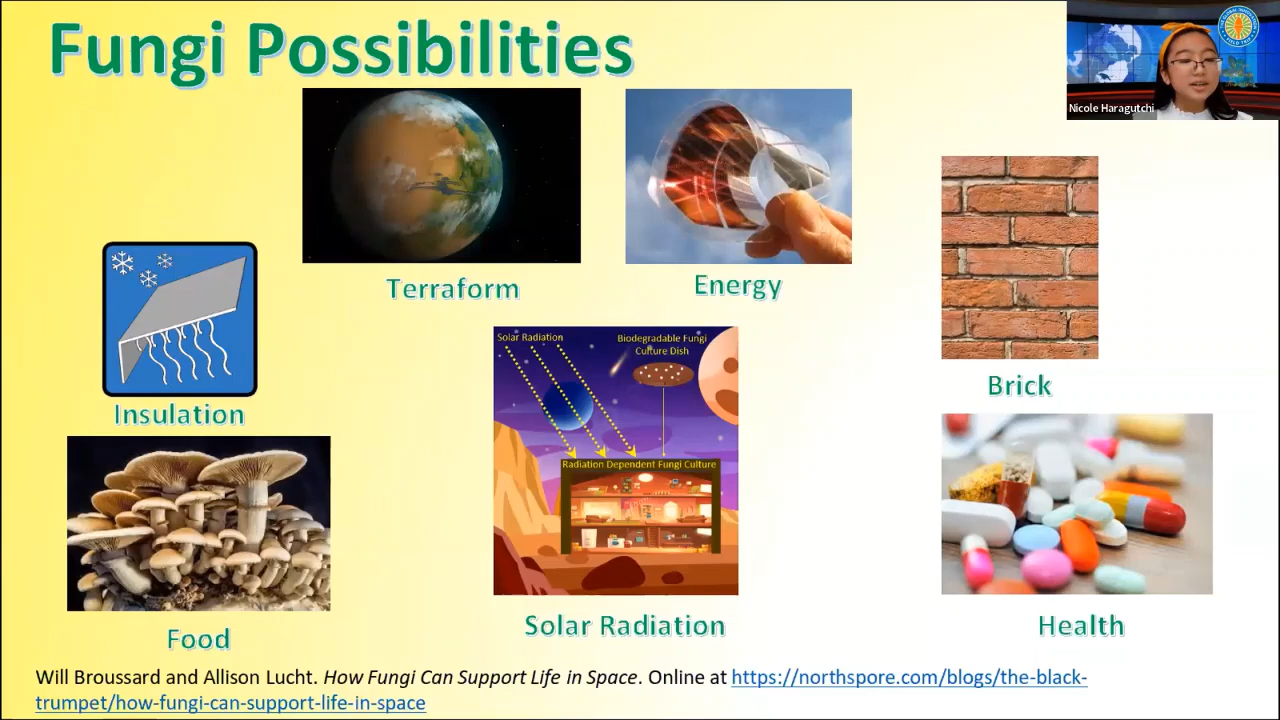 Fungi Possibilities
Nicole Haragutchi
Terraform
Energy
Insulation
Solar Radiation
Biodegradable Fungi
Culture Dish
Radiation Dependent Fungi Culture
Brick
Food
Solar Radiation
Health
Will Broussard and Allison Lucht. How Fungi Can Support Life in Space. Online at https://northspore.com/blogs/the-black-
trumpet/how-fungi-can-support-life-in-space